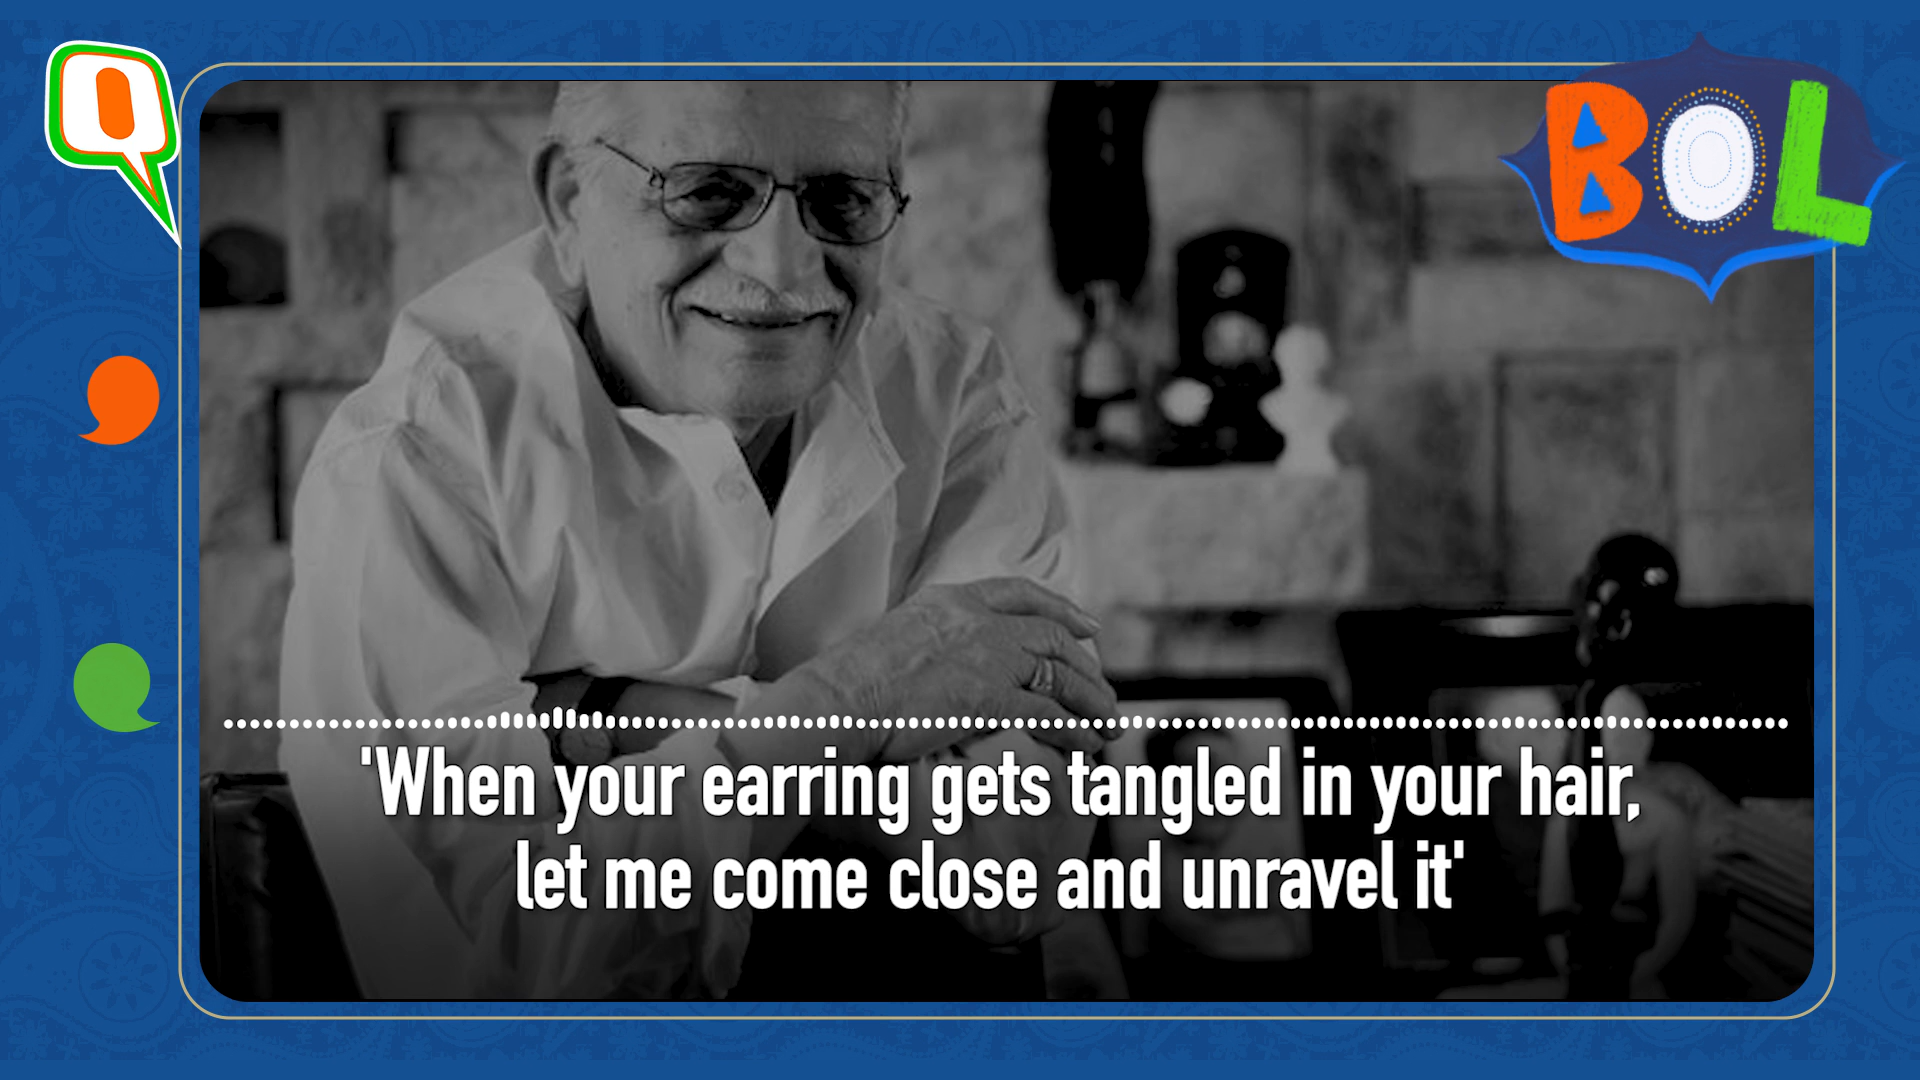 BOL
'When your earring gets tangled in your hair,
let me come close and unravel it'